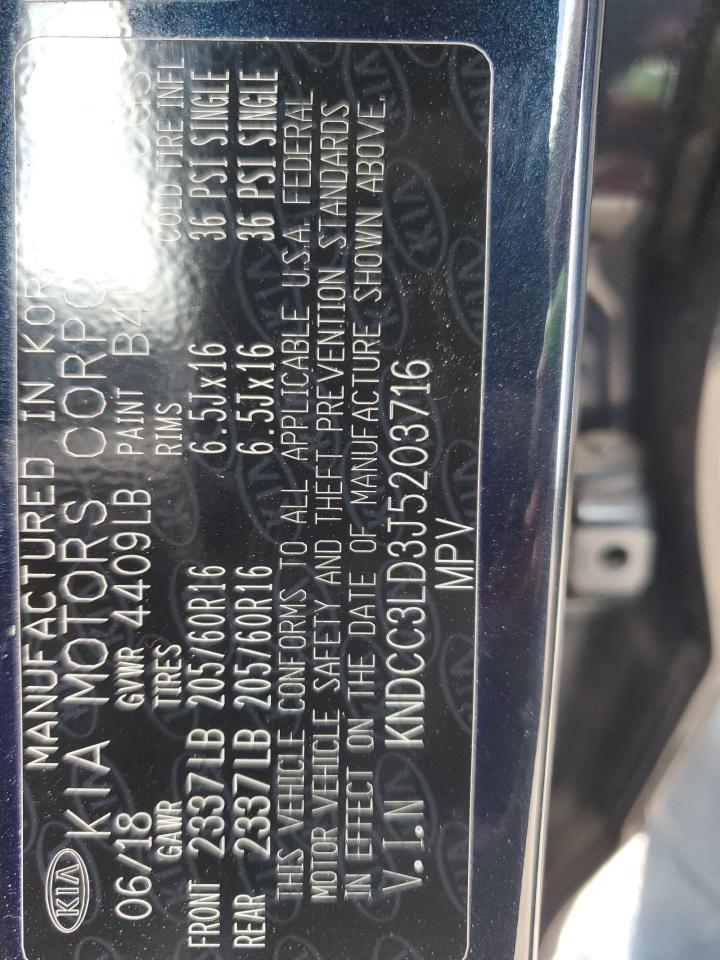 MANUFACTURED IN KOR
KIA KIA MOTORS CORPO
06/18 GVWR 4409LB PAINT B4
GAWR TIRES RIMS COLD TIRE INFL
FRONT 2337LB 205/60R16 6.5Jx16 36 PSI SINGLE
REAR 2337LB 205/60R16 6.5Jx16 36 PSI SINGLE
THIS VEHICLE CONFORMS TO ALL APPLICABLE U.S.A. FEDERAL
MOTOR VEHICLE SAFETY AND THEFT PREVENTION STANDARDS
IN EFFECT ON THE DATE OF MANUFACTURE SHOWN ABOVE.
V.I.N KNDCC3LD3J5203716
MPV